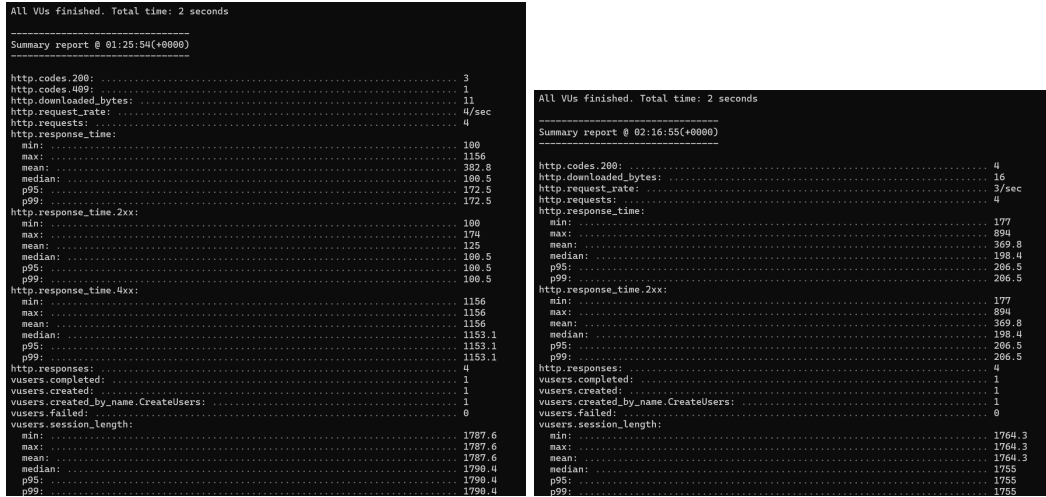 All VUs finished. Total time: 2 seconds
--------------------------------
Summary report @ 01:25:54(+0000)
--------------------------------
http.codes.200: ........ 3
http.codes.409: ........ 1
http.downloaded_bytes: ........ 11
http.request_rate: ........ 4/sec
http.requests: ........ 4
http.response_time:
min: ........ 100
max: ........ 1156
mean: ........ 382.8
median: ........ 100.5
p95: ........ 172.5
p99: ........ 172.5
http.response_time.2xx:
min: ........ 100
max: ........ 174
mean: ........ 125
median: ........ 100.5
p95: ........ 100.5
p99: ........ 100.5
http.response_time.4xx:
min: ........ 1156
max: ........ 1156
mean: ........ 1156
median: ........ 1153.1
p95: ........ 1153.1
p99: ........ 1153.1
http.responses: ........ 4
vusers.completed: ........ 1
vusers.created: ........ 1
vusers.created_by_name.CreateUsers: ........ 1
vusers.failed: ........ 0
vusers.session_length:
min: ........ 1787.6
max: ........ 1787.6
mean: ........ 1787.6
median: ........ 1790.4
p95: ........ 1790.4
p99: ........ 1790.4
All VUs finished. Total time: 2 seconds
--------------------------------
Summary report @ 02:16:55(+0000)
--------------------------------
http.codes.200: ........ 4
http.downloaded_bytes: ........ 16
http.request_rate: ........ 3/sec
http.requests: ........ 4
http.response_time:
min: ........ 177
max: ........ 894
mean: ........ 369.8
median: ........ 198.4
p95: ........ 206.5
p99: ........ 206.5
http.response_time.2xx:
min: ........ 177
max: ........ 894
mean: ........ 369.8
median: ........ 198.4
p95: ........ 206.5
p99: ........ 206.5
http.responses: ........ 4
vusers.completed: ........ 1
vusers.created: ........ 1
vusers.created_by_name.CreateUsers: ........ 1
vusers.failed: ........ 0
vusers.session_length:
min: ........ 1764.3
max: ........ 1764.3
mean: ........ 1764.3
median: ........ 1755
p95: ........ 1755
p99: ........ 1755